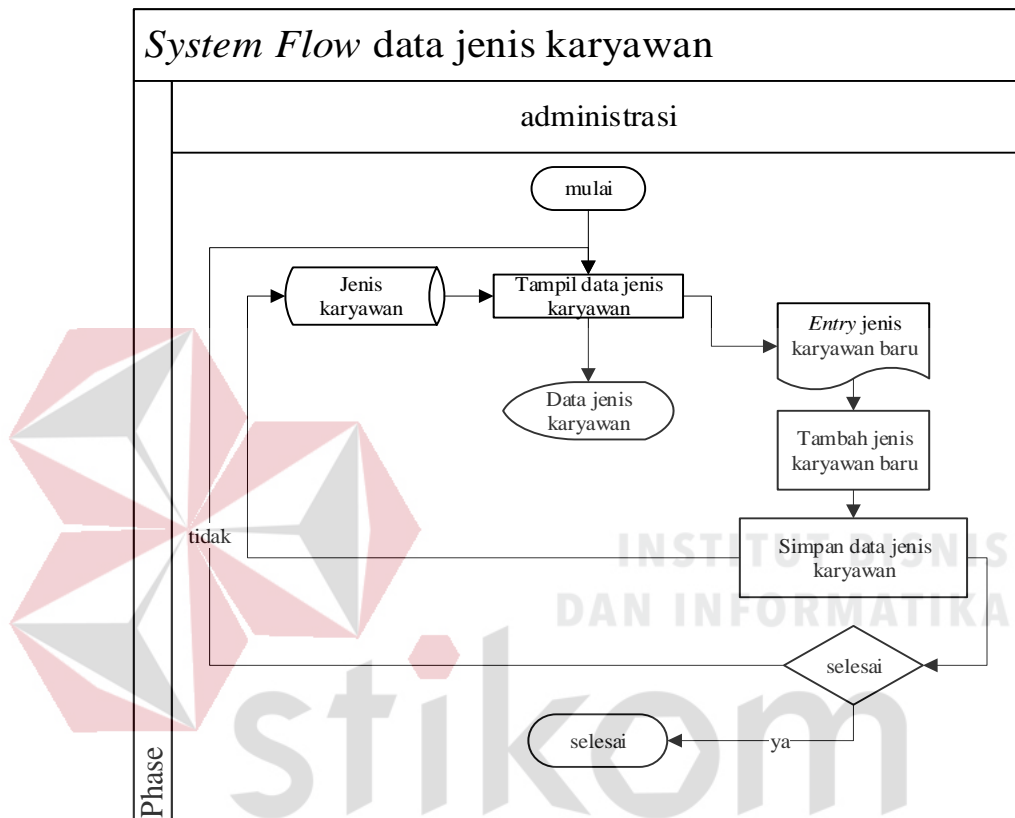 System Flow data jenis karyawan
administrasi
mulai
Jenis
karyawan
Tampil data jenis
karyawan
Entry jenis
karyawan baru
Data jenis
karyawan
Tambah jenis
karyawan baru
tidak
Simpan data jenis
karyawan
INSTITUT BISNIS
DAN INFORMATIKA
selesai
stikom
selesai
ya
Phase